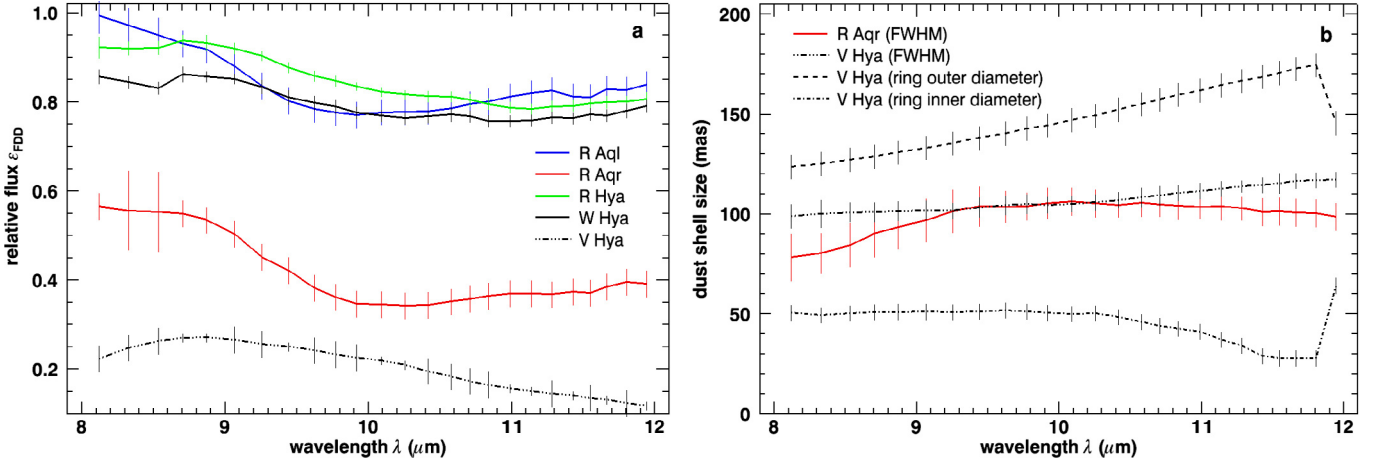 a
1.0
0.8
0.6
0.4
0.2
relative flux εFDD
R Aql
R Aqr
R Hya
W Hya
V Hya
8
9
10
11
12
wavelength λ (μm)
b
200
150
100
50
0
dust shell size (mas)
R Aqr (FWHM)
V Hya (FWHM)
V Hya (ring outer diameter)
V Hya (ring inner diameter)
8
9
10
11
12
wavelength λ (μm)